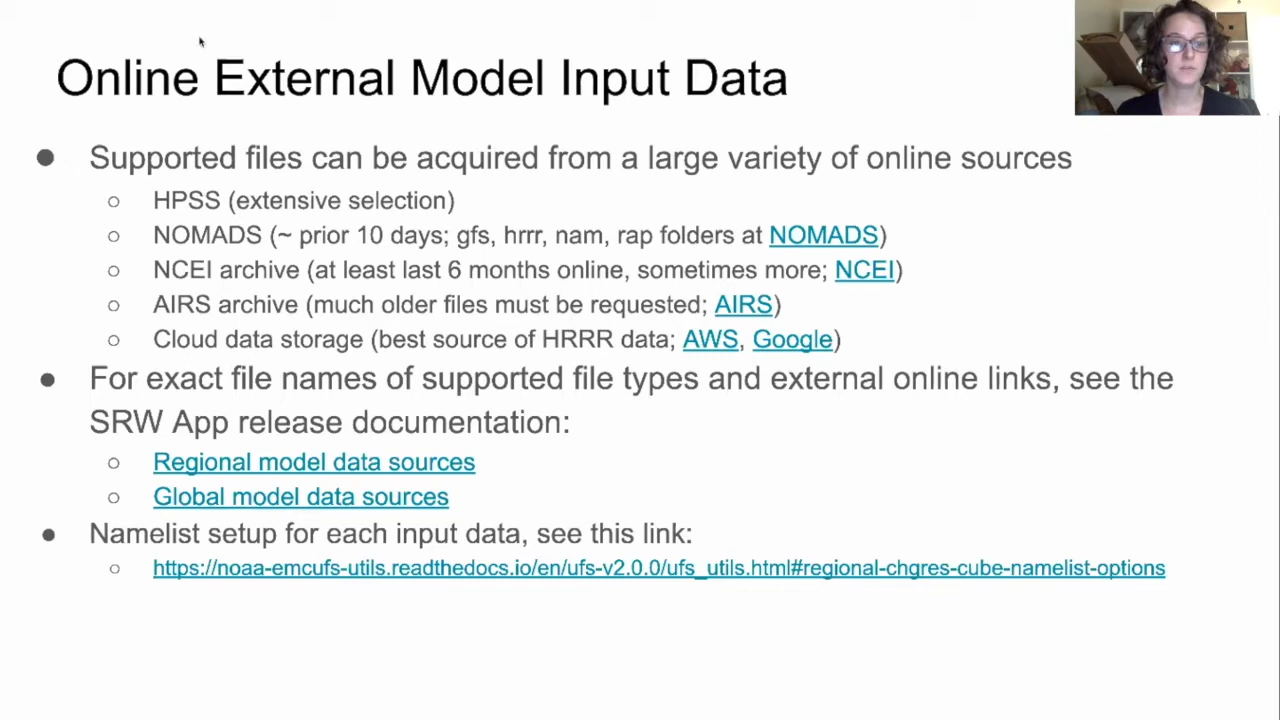 Online External Model Input Data
● Supported files can be acquired from a large variety of online sources
○ HPSS (extensive selection)
○ NOMADS (~ prior 10 days; gfs, hrrr, nam, rap folders at NOMADS)
○ NCEI archive (at least last 6 months online, sometimes more; NCEI)
○ AIRS archive (much older files must be requested; AIRS)
○ Cloud data storage (best source of HRRR data; AWS, Google)
● For exact file names of supported file types and external online links, see the
SRW App release documentation:
○ Regional model data sources
○ Global model data sources
● Namelist setup for each input data, see this link:
○ https://noaa-emcufs-utils.readthedocs.io/en/ufs-v2.0.0/ufs_utils.html#regional-chgres-cube-namelist-options